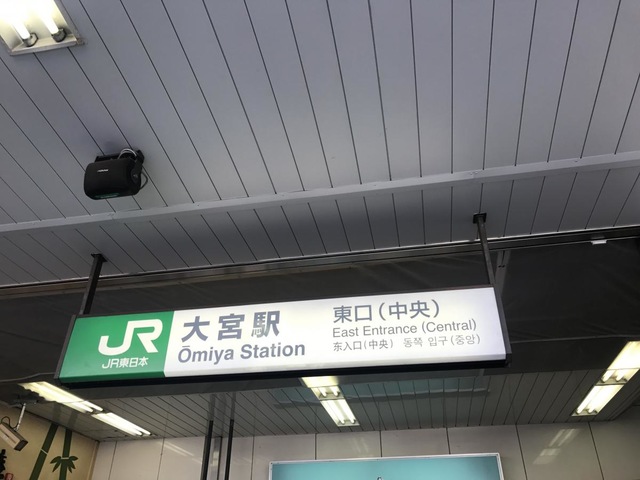 JR
JR東日本
大宮駅
Ōmiya Station
東口(中央)
East Entrance (Central)
东入口(中央) 동쪽 입구(중앙)